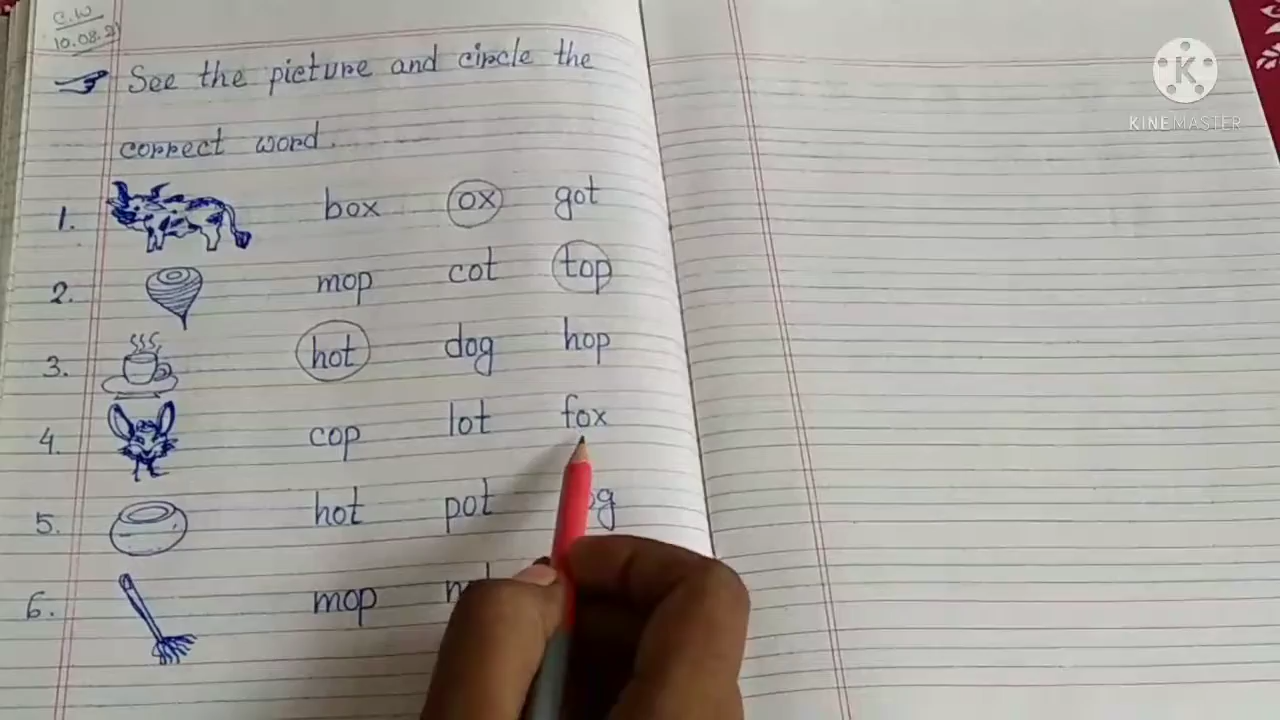 C.W
10.08.21
See the picture and circle the
correct word.
1. box ox got
2. mop cot top
3. hot dog hop
4. cop lot fox
5. hot pot
6. mop
K
KINEMASTER